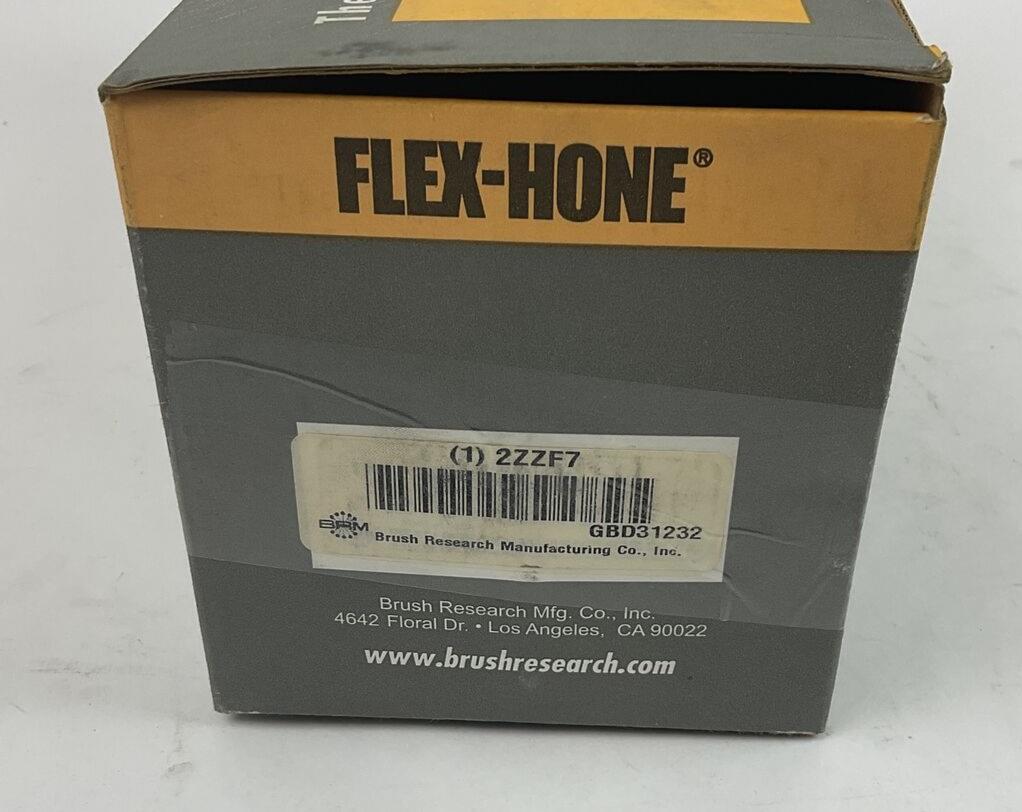 The
FLEX-HONE®
(1) 2ZZF7
BRM
GBD31232
Brush Research Manufacturing Co., Inc.
Brush Research Mfg. Co., Inc.
4642 Floral Dr. • Los Angeles, CA 90022
www.brushresearch.com